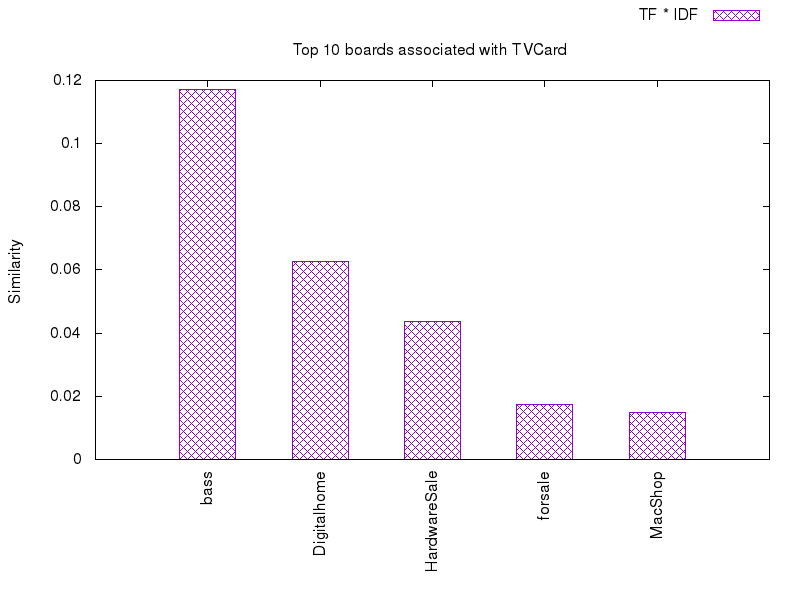 TF * IDF
Top 10 boards associated with TVCard
Similarity
0.12
0.1
0.08
0.06
0.04
0.02
0
bass
Digitalhome
HardwareSale
forsale
MacShop